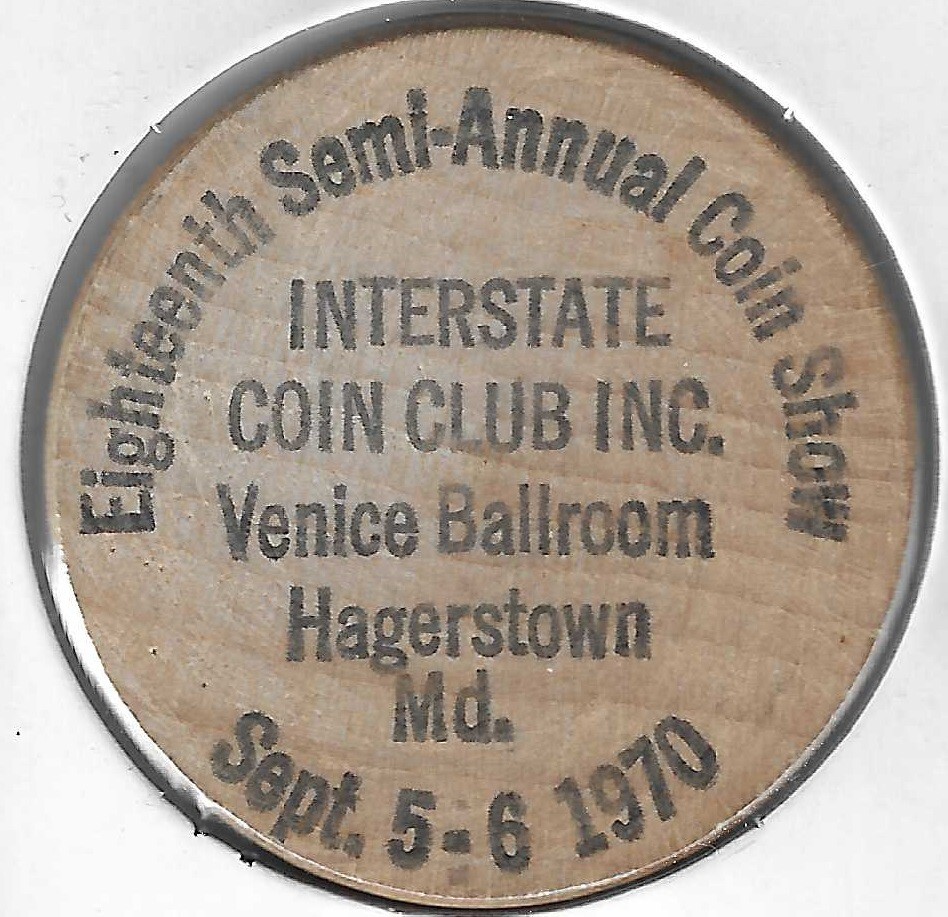 Eighteenth Semi-Annual Coin Show
INTERSTATE
COIN CLUB INC.
Venice Ballroom
Hagerstown
Md.
Sept. 5-6 1970